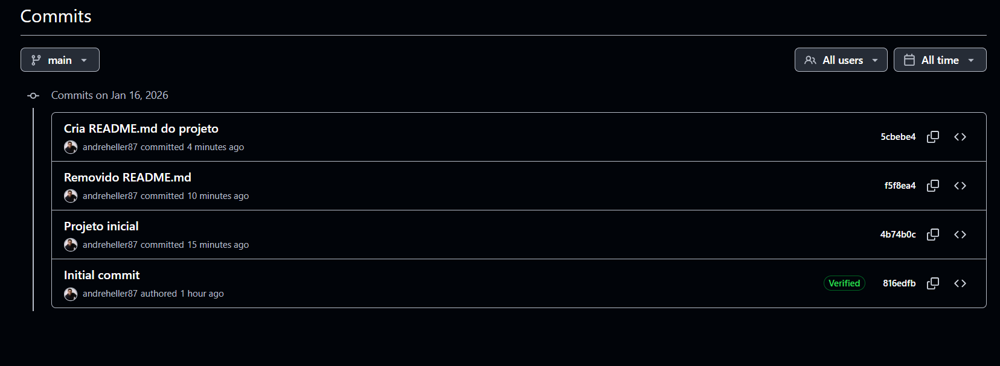 Commits
main
All users
All time
Commits on Jan 16, 2026
Cria README.md do projeto
andreheller87 committed 4 minutes ago
5cbebe4
Removido README.md
andreheller87 committed 10 minutes ago
f5f8ea4
Projeto inicial
andreheller87 committed 15 minutes ago
4b74b0c
Initial commit
andreheller87 authored 1 hour ago
Verified
816edfb